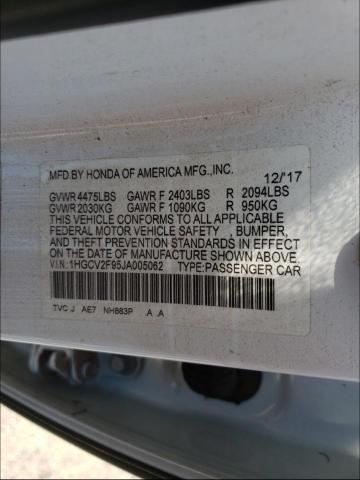 MFD.BY HONDA OF AMERICA MFG.,INC. 12/'17
GVWR 4475LBS GAWR F 2403LBS R 2094LBS
GVWR 2030KG GAWR F 1090KG R 950KG
THIS VEHICLE CONFORMS TO ALL APPLICABLE
FEDERAL MOTOR VEHICLE SAFETY , BUMPER,
AND THEFT PREVENTION STANDARDS IN EFFECT
ON THE DATE OF MANUFACTURE SHOWN ABOVE.
V.I.N:1HGCV2F95JA005062 TYPE:PASSENGER CAR
TVC J AE7 NH883P A A